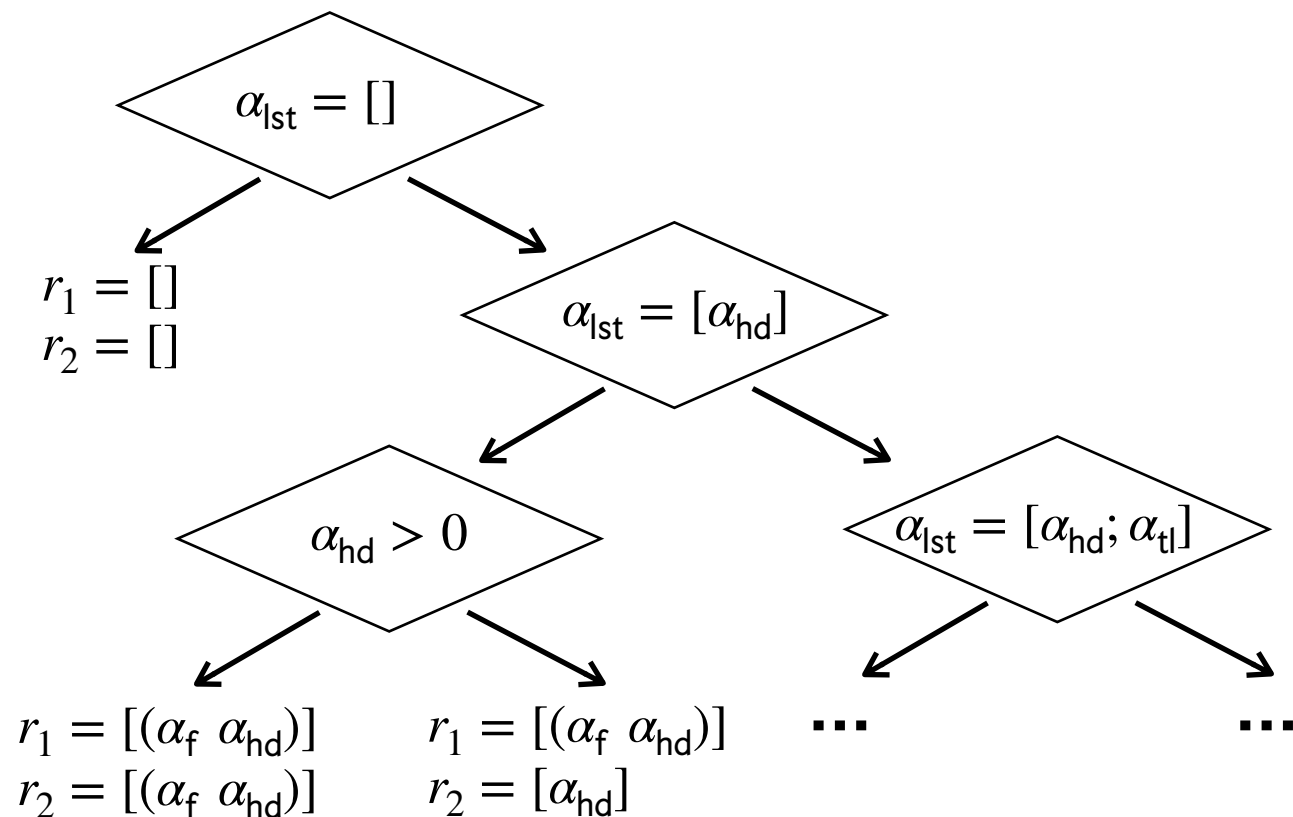 α_lst = []
r_1 = []
r_2 = []
α_lst = [α_hd]
α_hd > 0
α_lst = [α_hd; α_tl]
r_1 = [(α_f α_hd)]
r_2 = [(α_f α_hd)]
r_1 = [(α_f α_hd)]
r_2 = [α_hd]
...
...